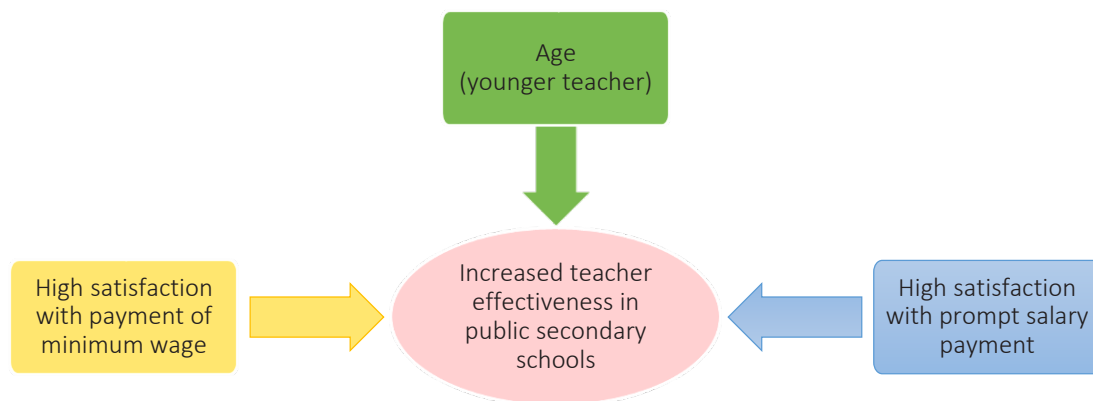 Age
(younger teacher)
High satisfaction
with payment of
minimum wage
Increased teacher
effectiveness in
public secondary
schools
High satisfaction
with prompt salary
payment